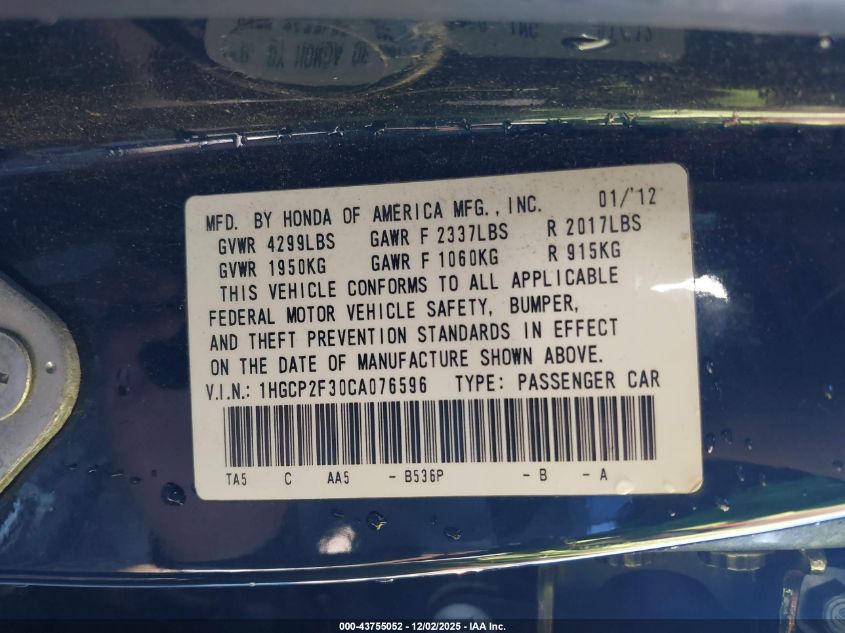 MFD. BY HONDA OF AMERICA MFG., INC. 01/'12
GVWR 4299LBS GAWR F 2337LBS R 2017LBS
GVWR 1950KG GAWR F 1060KG R 915KG
THIS VEHICLE CONFORMS TO ALL APPLICABLE
FEDERAL MOTOR VEHICLE SAFETY, BUMPER,
AND THEFT PREVENTION STANDARDS IN EFFECT
ON THE DATE OF MANUFACTURE SHOWN ABOVE.
V.I.N.: 1HGCP2F30CA076596 TYPE: PASSENGER CAR
TA5 C AA5 - B536P - B - A
000-43755052 - 12/02/2025 - IAA Inc.